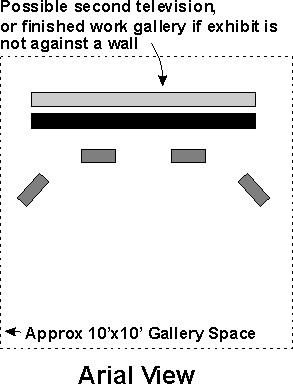 Possible second television,
or finished work gallery if exhibit is
not against a wall
Approx 10'x10' Gallery Space
Arial View